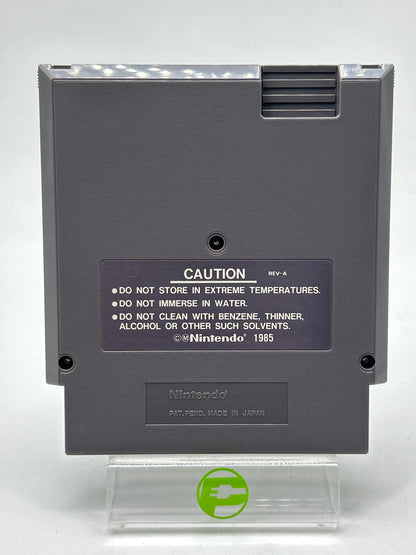 CAUTION REV-A
●DO NOT STORE IN EXTREME TEMPERATURES.
●DO NOT IMMERSE IN WATER.
●DO NOT CLEAN WITH BENZENE, THINNER,
ALCOHOL OR OTHER SUCH SOLVENTS.
©ⓂNintendo® 1985
Nintendo®
PAT. PEND. MADE IN JAPAN